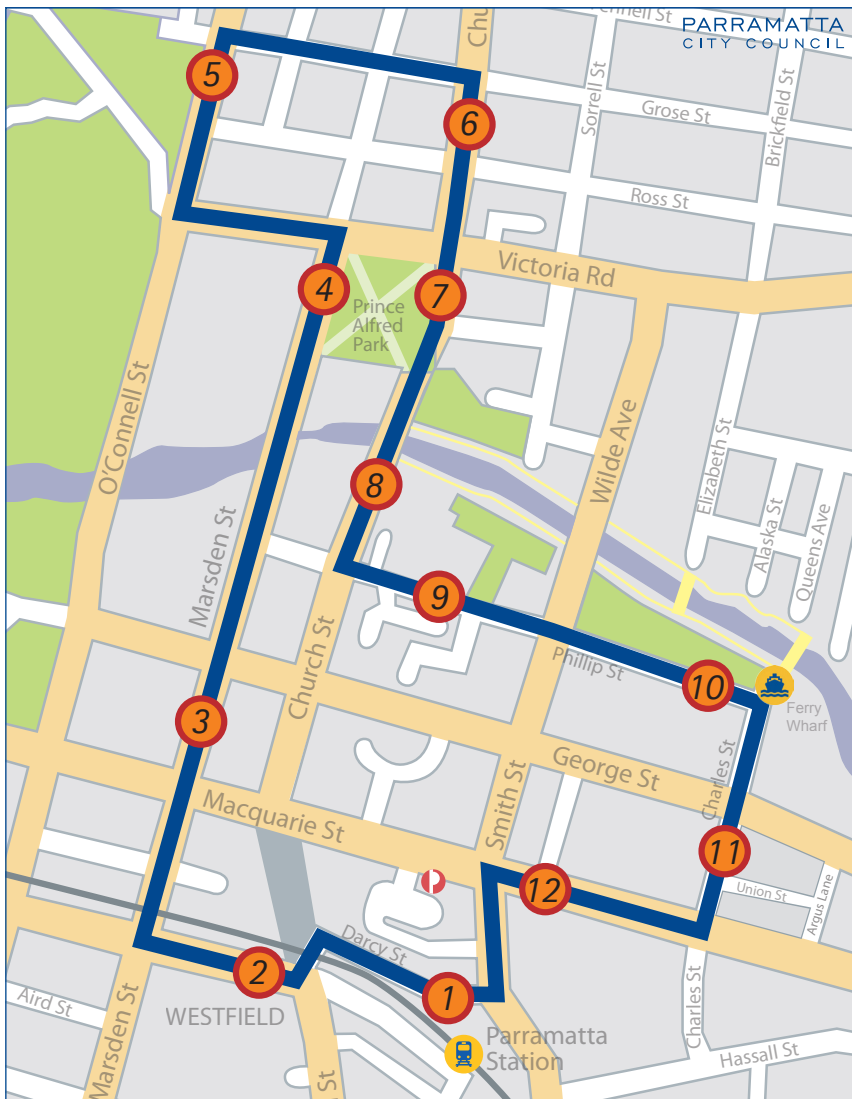 PARRAMATTA
CITY COUNCIL
5
6
Sorrell St
Grose St
Brickfield St
Ross St
Victoria Rd
4
7
Prince
Alfred
Park
O'Connell St
Marsden St
8
Wilde Ave
Elizabeth St
Alaska St
Queens Ave
9
Church St
Phillip St
10
Ferry
Wharf
3
George St
Charles St
Macquarie St
Smith St
11
12
Union St
Argus Lane
Darcy St
2
1
WESTFIELD
Parramatta
Station
Aird St
Marsden St
Charles St
Hassall St
St